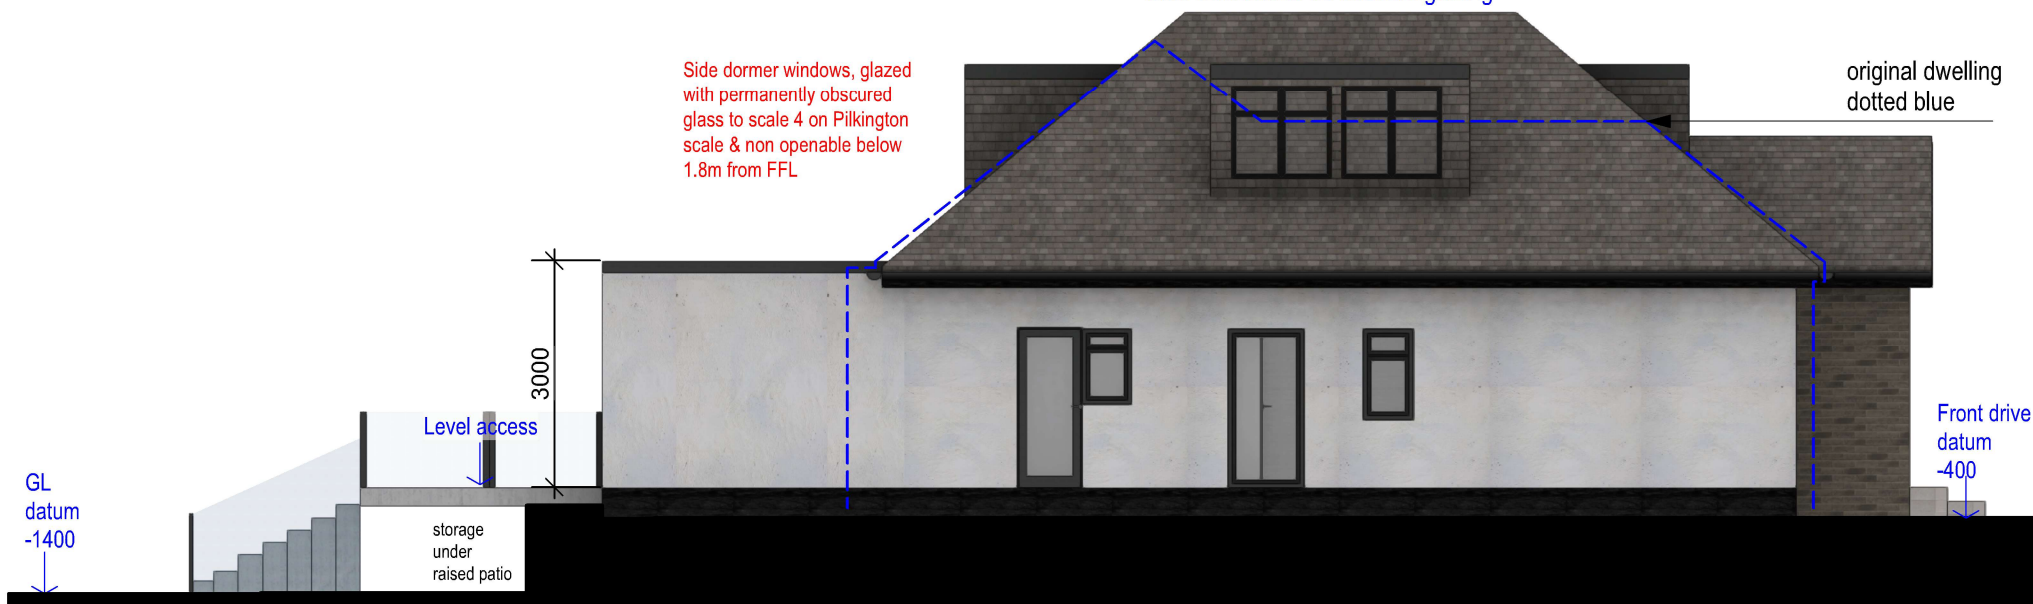 Side dormer windows, glazed
with permanently obscured
glass to scale 4 on Pilkington
scale & non openable below
1.8m from FFL
original dwelling
dotted blue
3000
Level access
GL
datum
-1400
storage
under
raised patio
Front drive
datum
-400